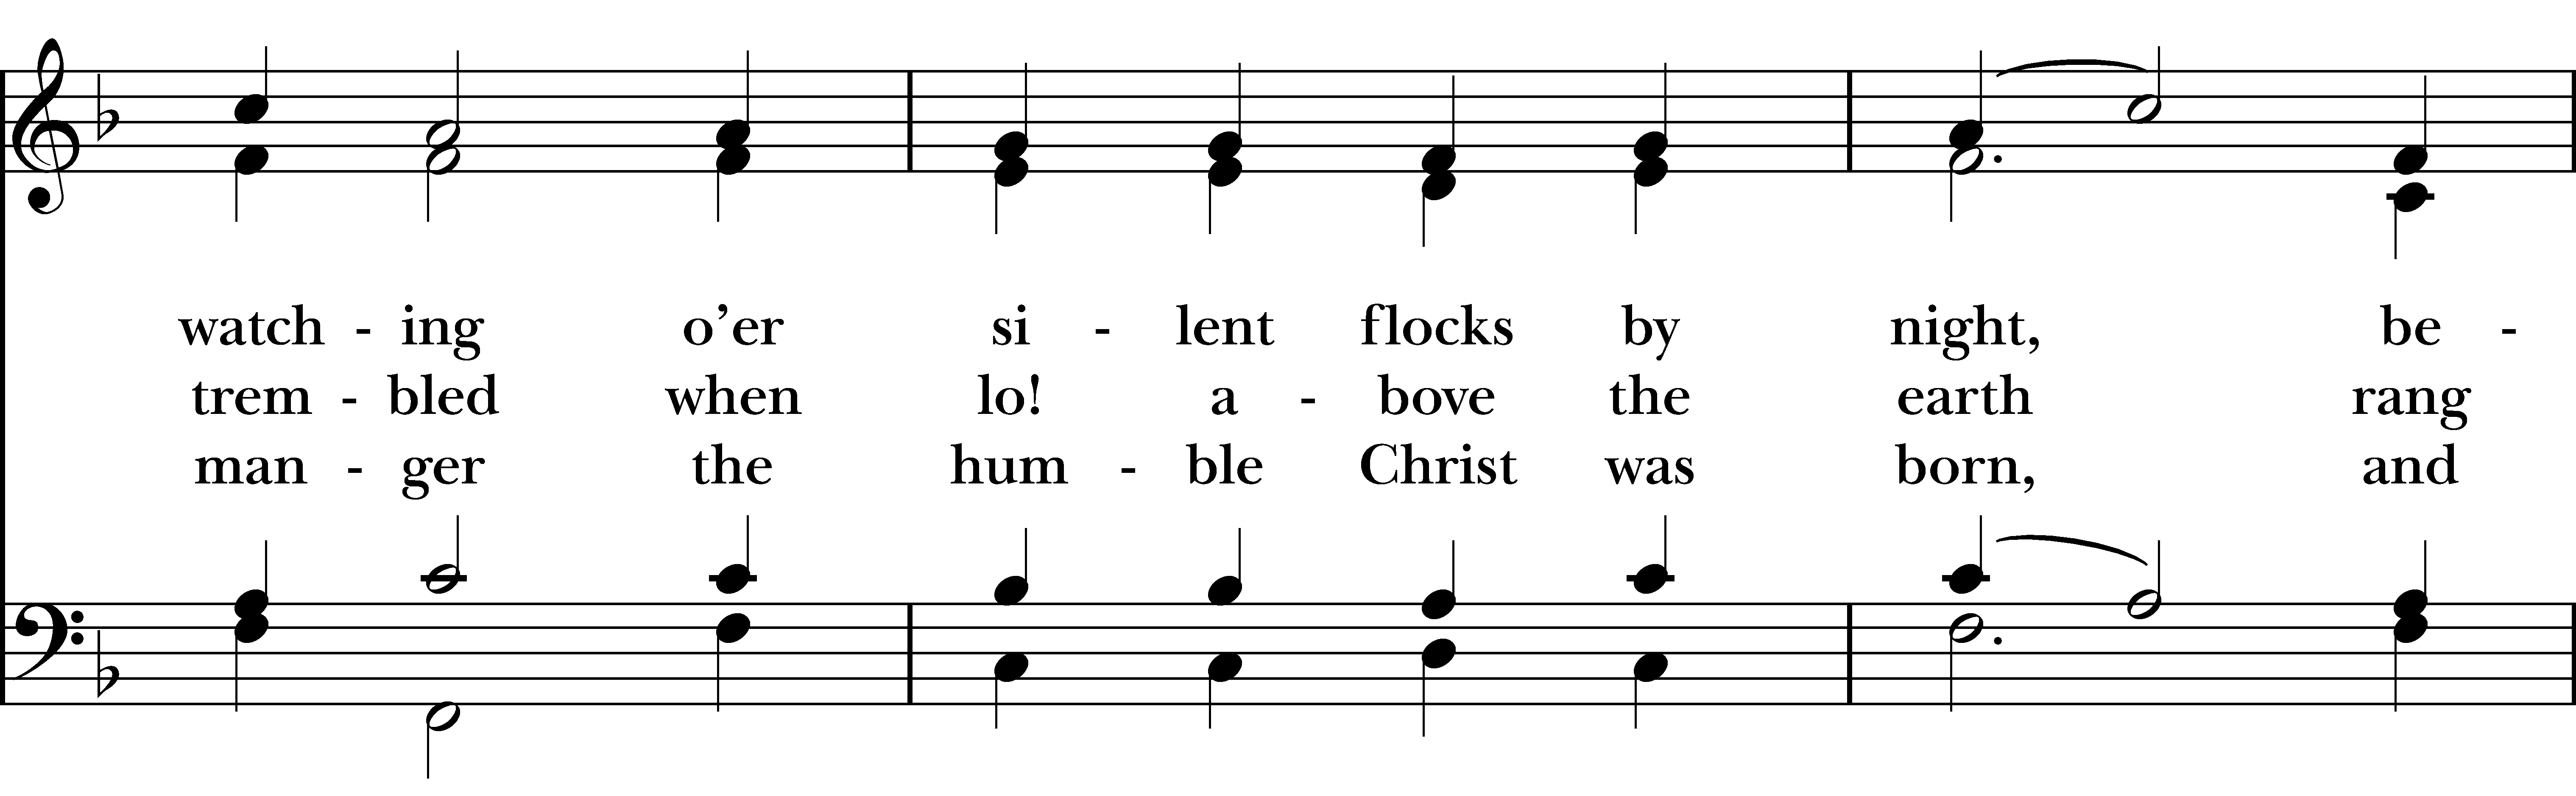 watch - ing o’er si - lent flocks by night, be -
trem - bled when lo! a - bove the earth rang
man - ger the hum - ble Christ was born, and